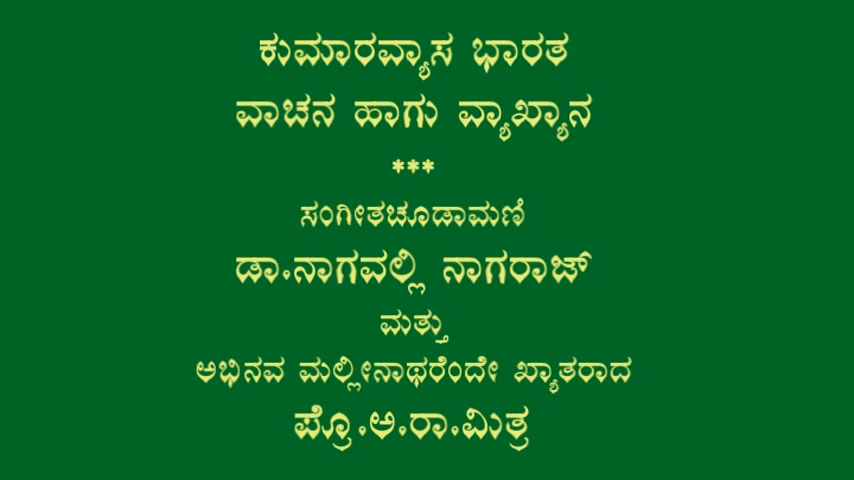 ಕುಮಾರವ್ಯಾಸ ಭಾರತ
ವಾಚನ ಹಾಗು ವ್ಯಾಖ್ಯಾನ
***
ಸಂಗೀತಚೂಡಾಮಣಿ
ಡಾ.ನಾಗವಲ್ಲಿ ನಾಗರಾಜ್
ಮತ್ತು
ಅಭಿನವ ಮಲ್ಲೀನಾಥರೆಂದೇ ಖ್ಯಾತರಾದ
ಪ್ರೊ.ಅ.ರಾ.ಮಿತ್ರ